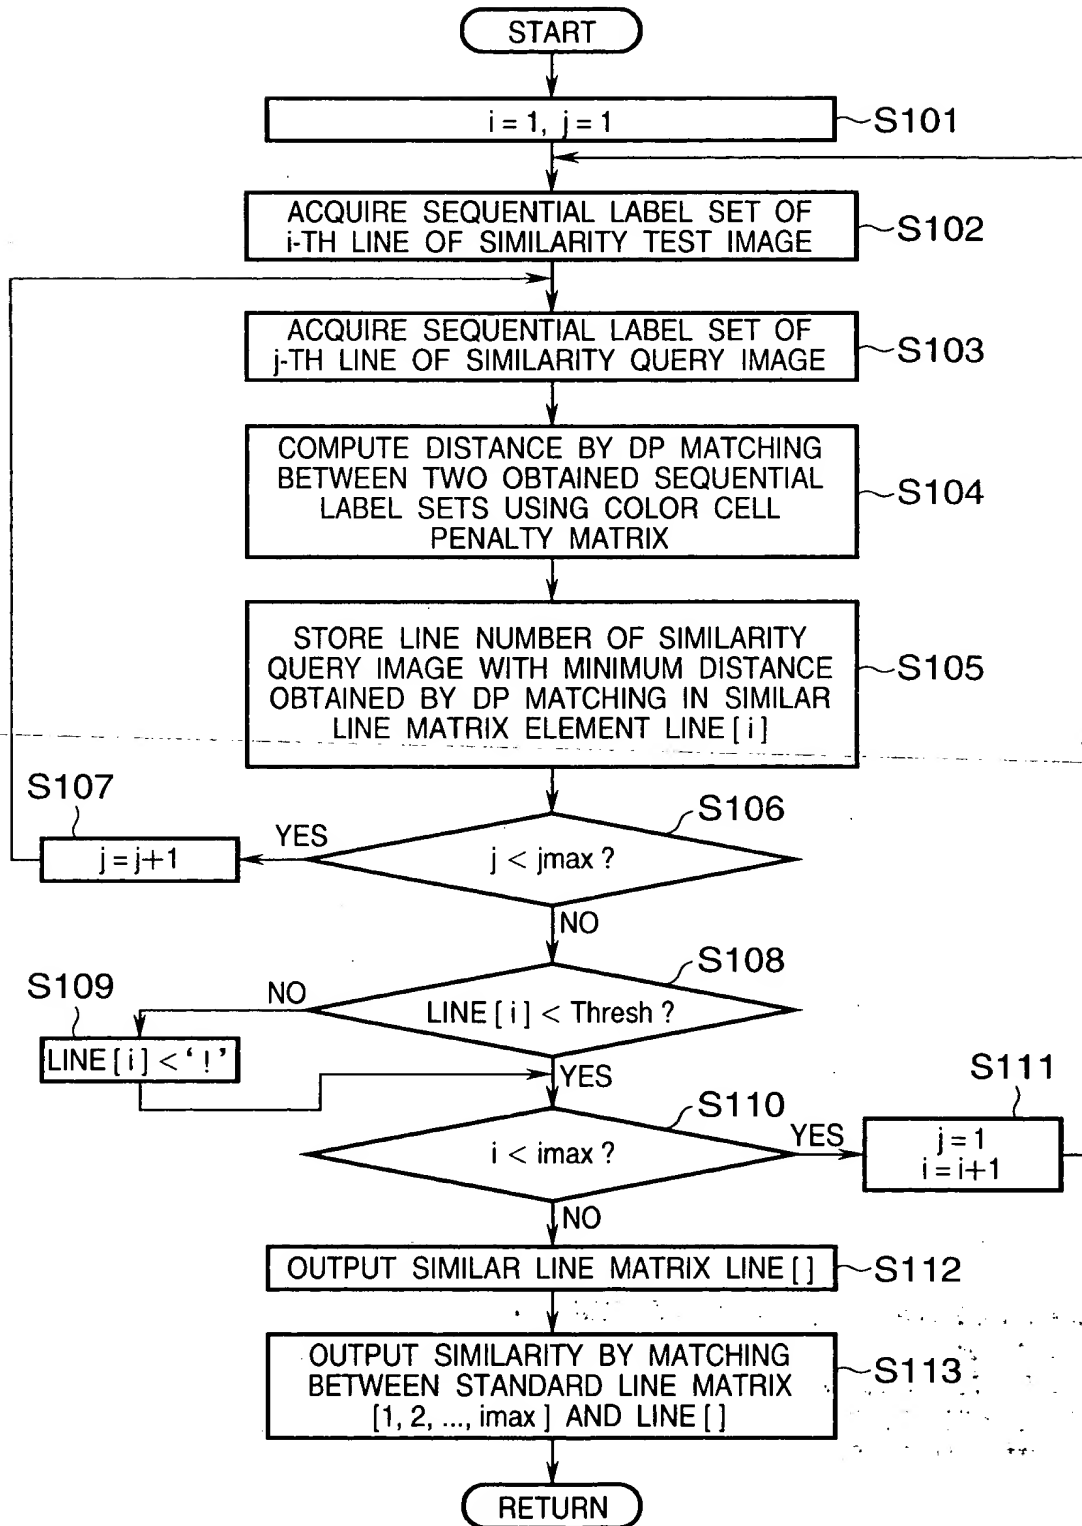 START
i = 1, j = 1
S101
ACQUIRE SEQUENTIAL LABEL SET OF
i-TH LINE OF SIMILARITY TEST IMAGE
S102
ACQUIRE SEQUENTIAL LABEL SET OF
j-TH LINE OF SIMILARITY QUERY IMAGE
S103
COMPUTE DISTANCE BY DP MATCHING
BETWEEN TWO OBTAINED SEQUENTIAL
LABEL SETS USING COLOR CELL
PENALTY MATRIX
S104
STORE LINE NUMBER OF SIMILARITY
QUERY IMAGE WITH MINIMUM DISTANCE
OBTAINED BY DP MATCHING IN SIMILAR
LINE MATRIX ELEMENT LINE[i]
S105
S106
j < jmax ?
YES
S107
j = j+1
NO
S108
LINE[i] < Thresh ?
NO
S109
LINE[i] < ‘!’
YES
S110
i < imax ?
YES
S111
j = 1
i = i+1
NO
OUTPUT SIMILAR LINE MATRIX LINE[]
S112
OUTPUT SIMILARITY BY MATCHING
BETWEEN STANDARD LINE MATRIX
[1, 2, ..., imax] AND LINE[]
S113
RETURN